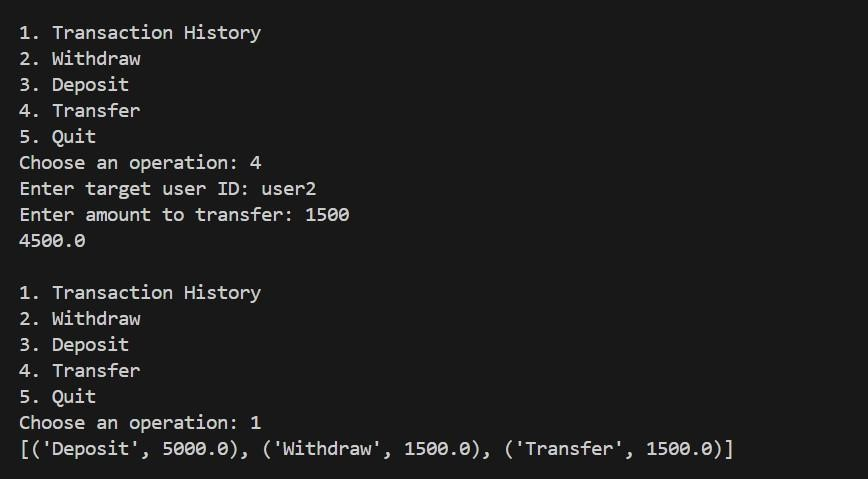 1. Transaction History
2. Withdraw
3. Deposit
4. Transfer
5. Quit
Choose an operation: 4
Enter target user ID: user2
Enter amount to transfer: 1500
4500.0
1. Transaction History
2. Withdraw
3. Deposit
4. Transfer
5. Quit
Choose an operation: 1
[('Deposit', 5000.0), ('Withdraw', 1500.0), ('Transfer', 1500.0)]